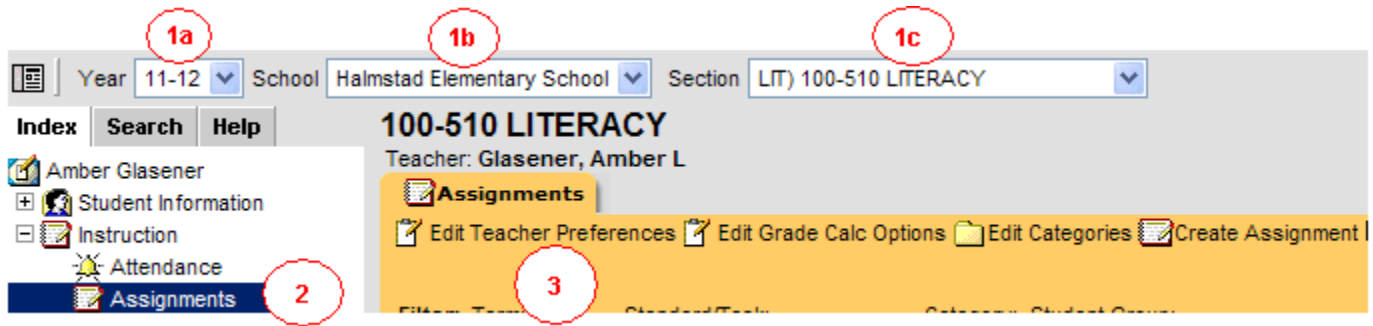 1a 1b 1c
Year 11-12 School Halmstad Elementary School Section LIT) 100-510 LITERACY
Index Search Help
100-510 LITERACY
Teacher: Glasener, Amber L
Amber Glasener
Assignments
Student Information
Instruction
Edit Teacher Preferences Edit Grade Calc Options Edit Categories Create Assignment
Attendance
Assignments 2 3